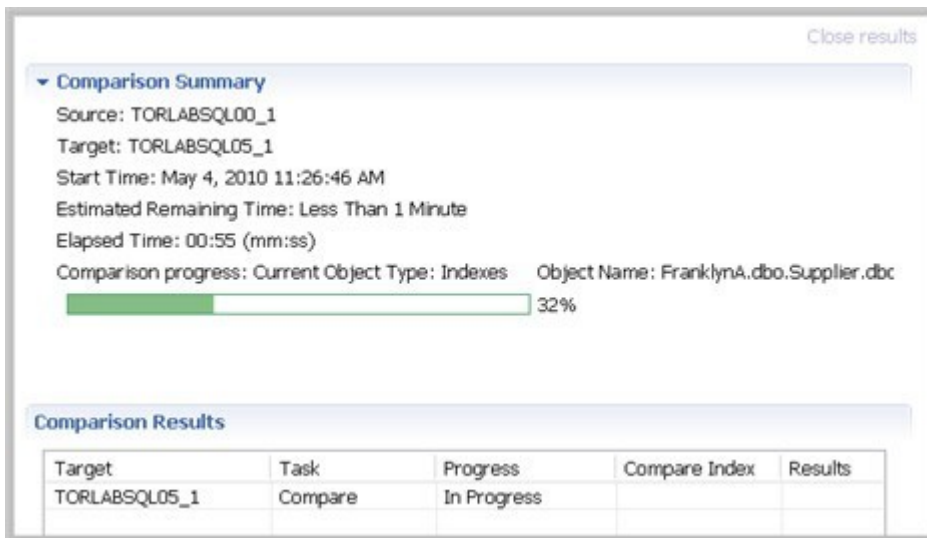 Close results
Comparison Summary
Source: TORLABSQL00_1
Target: TORLABSQL05_1
Start Time: May 4, 2010 11:26:46 AM
Estimated Remaining Time: Less Than 1 Minute
Elapsed Time: 00:55 (mm:ss)
Comparison progress: Current Object Type: Indexes Object Name: FranklynA.dbo.Supplier.dbc
32%
Comparison Results
Target Task Progress Compare Index Results
TORLABSQL05_1 Compare In Progress